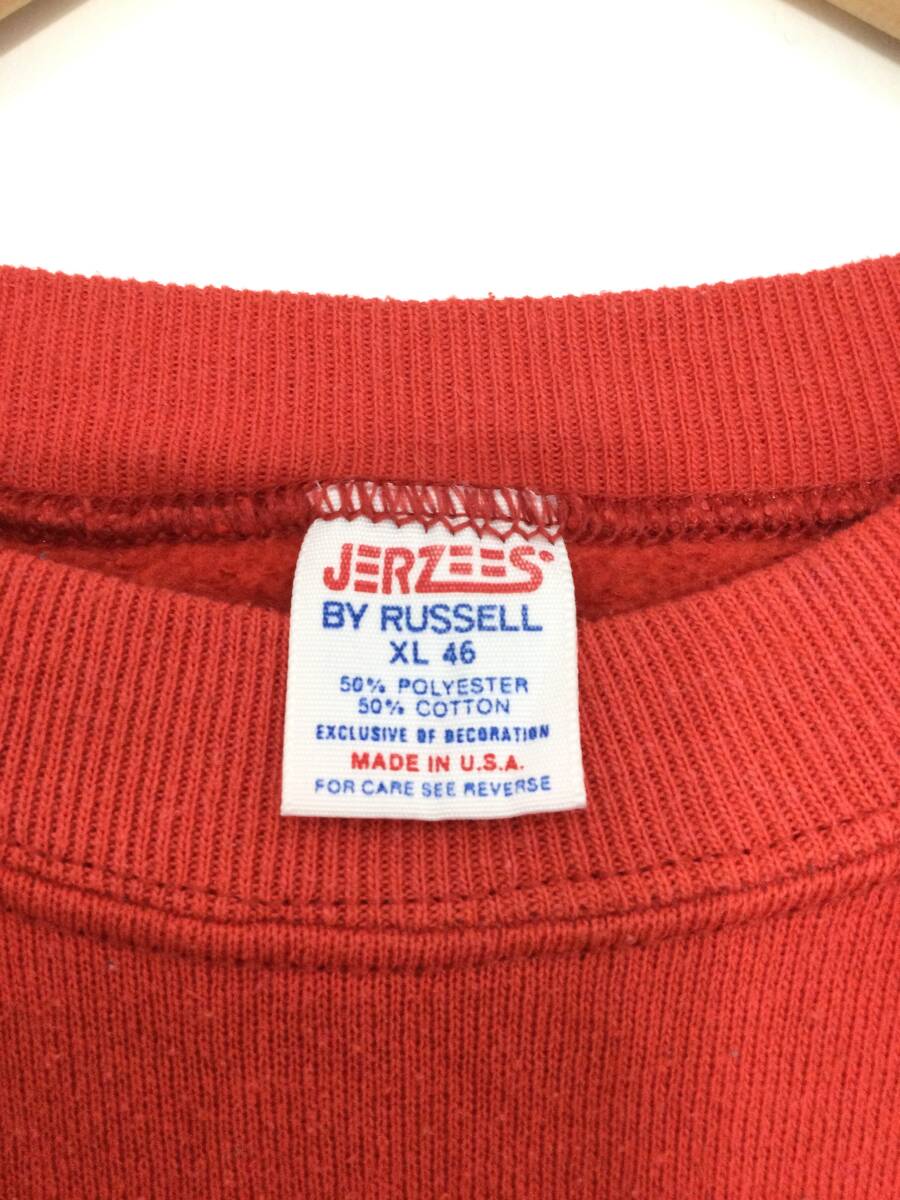 JERZEES®
BY RUSSELL
XL 46
50% POLYESTER
50% COTTON
EXCLUSIVE OF DECORATION
MADE IN U.S.A.
FOR CARE SEE REVERSE